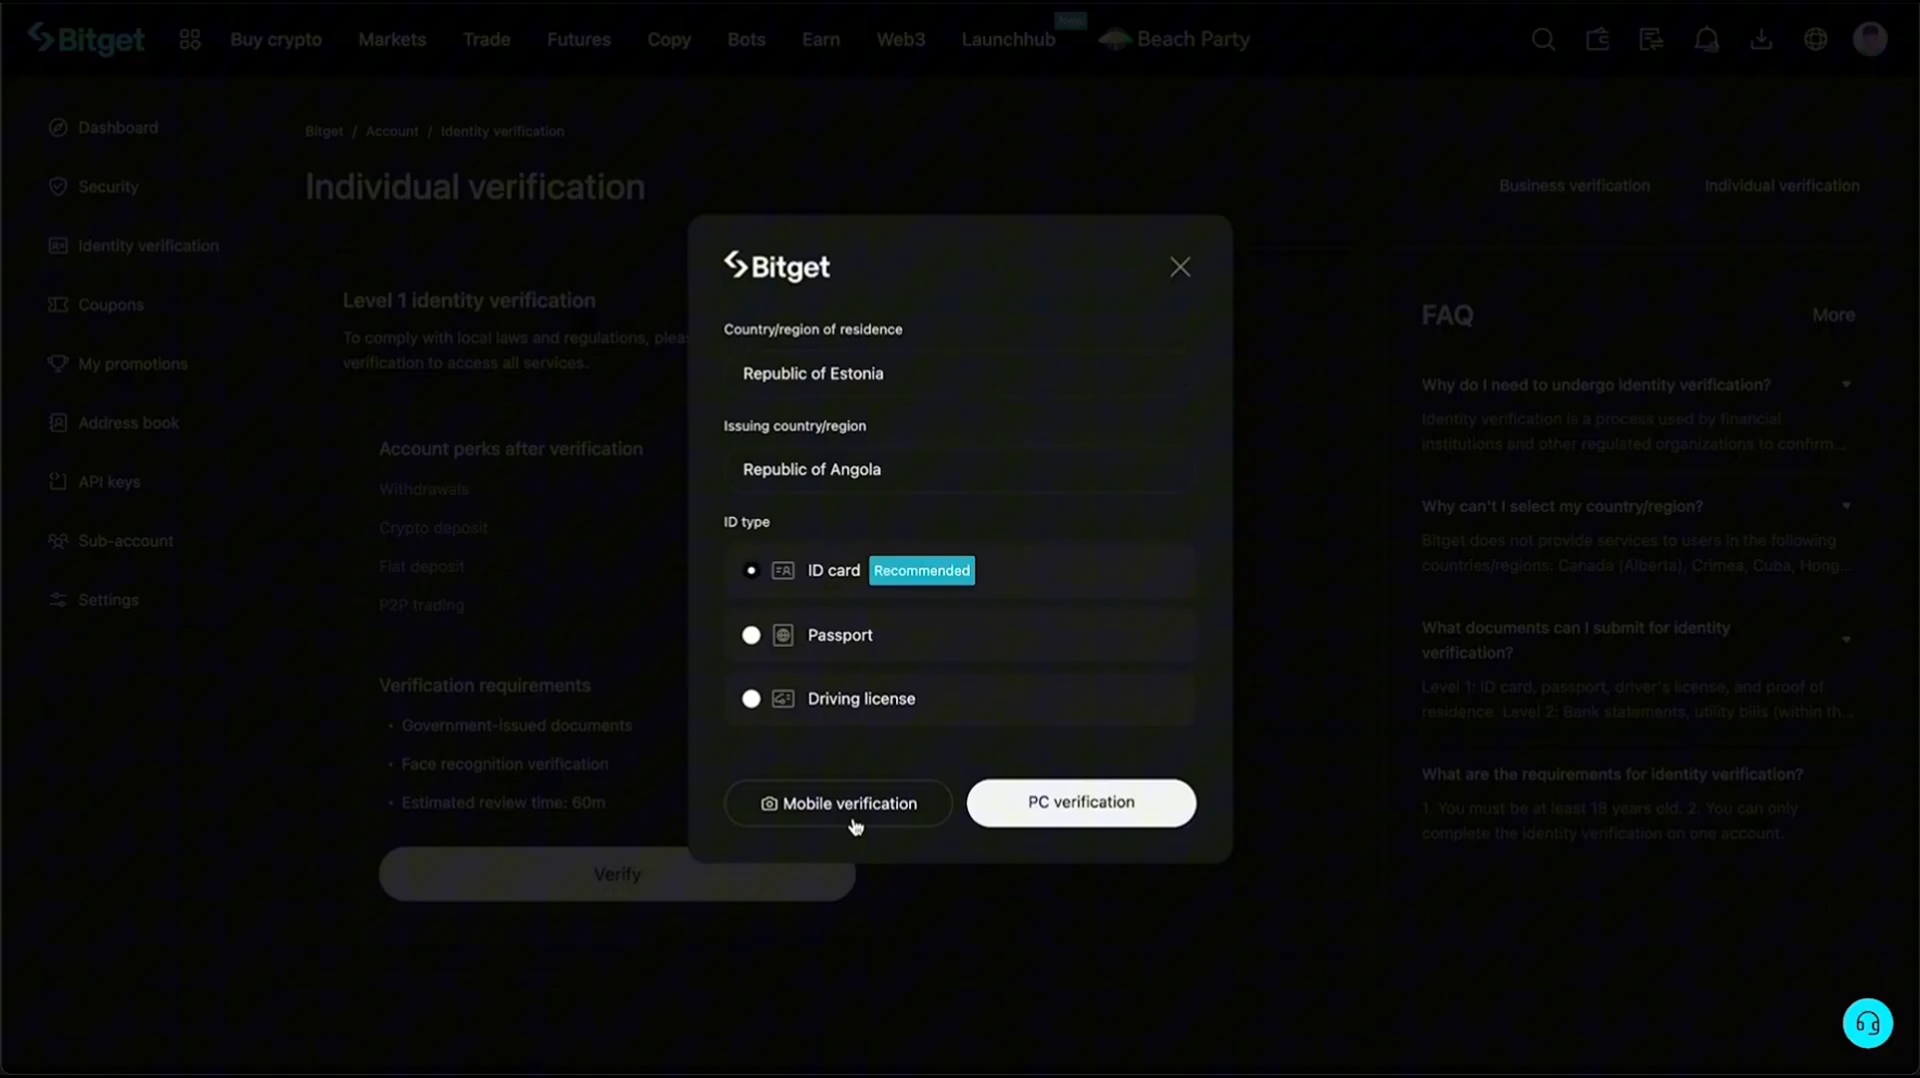 Bitget
Buy crypto
Markets
Trade
Futures
Copy
Bots
Earn
Web3
Launchhub
Beach Party
Dashboard
Security
Identity verification
Coupons
My promotions
Address book
API keys
Sub-account
Settings
Bitget / Account / Identity verification
Individual verification
Business verification
Individual verification
Level 1 identity verification
To comply with local laws and regulations, pleas
verification to access all services.
Account perks after verification
Withdrawals
Crypto deposit
Fiat deposit
P2P trading
Verification requirements
• Government-issued documents
• Face recognition verification
• Estimated review time: 60m
Verify
Bitget
Country/region of residence
Republic of Estonia
Issuing country/region
Republic of Angola
ID type
ID card Recommended
Passport
Driving license
Mobile verification
PC verification
FAQ
More
Why do I need to undergo identity verification?
Identity verification is a process used by financial
institutions and other regulated organizations to confirm...
Why can't I select my country/region?
Bitget does not provide services to users in the following
countries/regions: Canada (Alberta), Crimea, Cuba, Hong...
What documents can I submit for identity
verification?
Level 1: ID card, passport, driver's license, and proof of
residence. Level 2: Bank statements, utility bills (within th...
What are the requirements for identity verification?
1. You must be at least 18 years old. 2. You can only
complete the identity verification on one account.